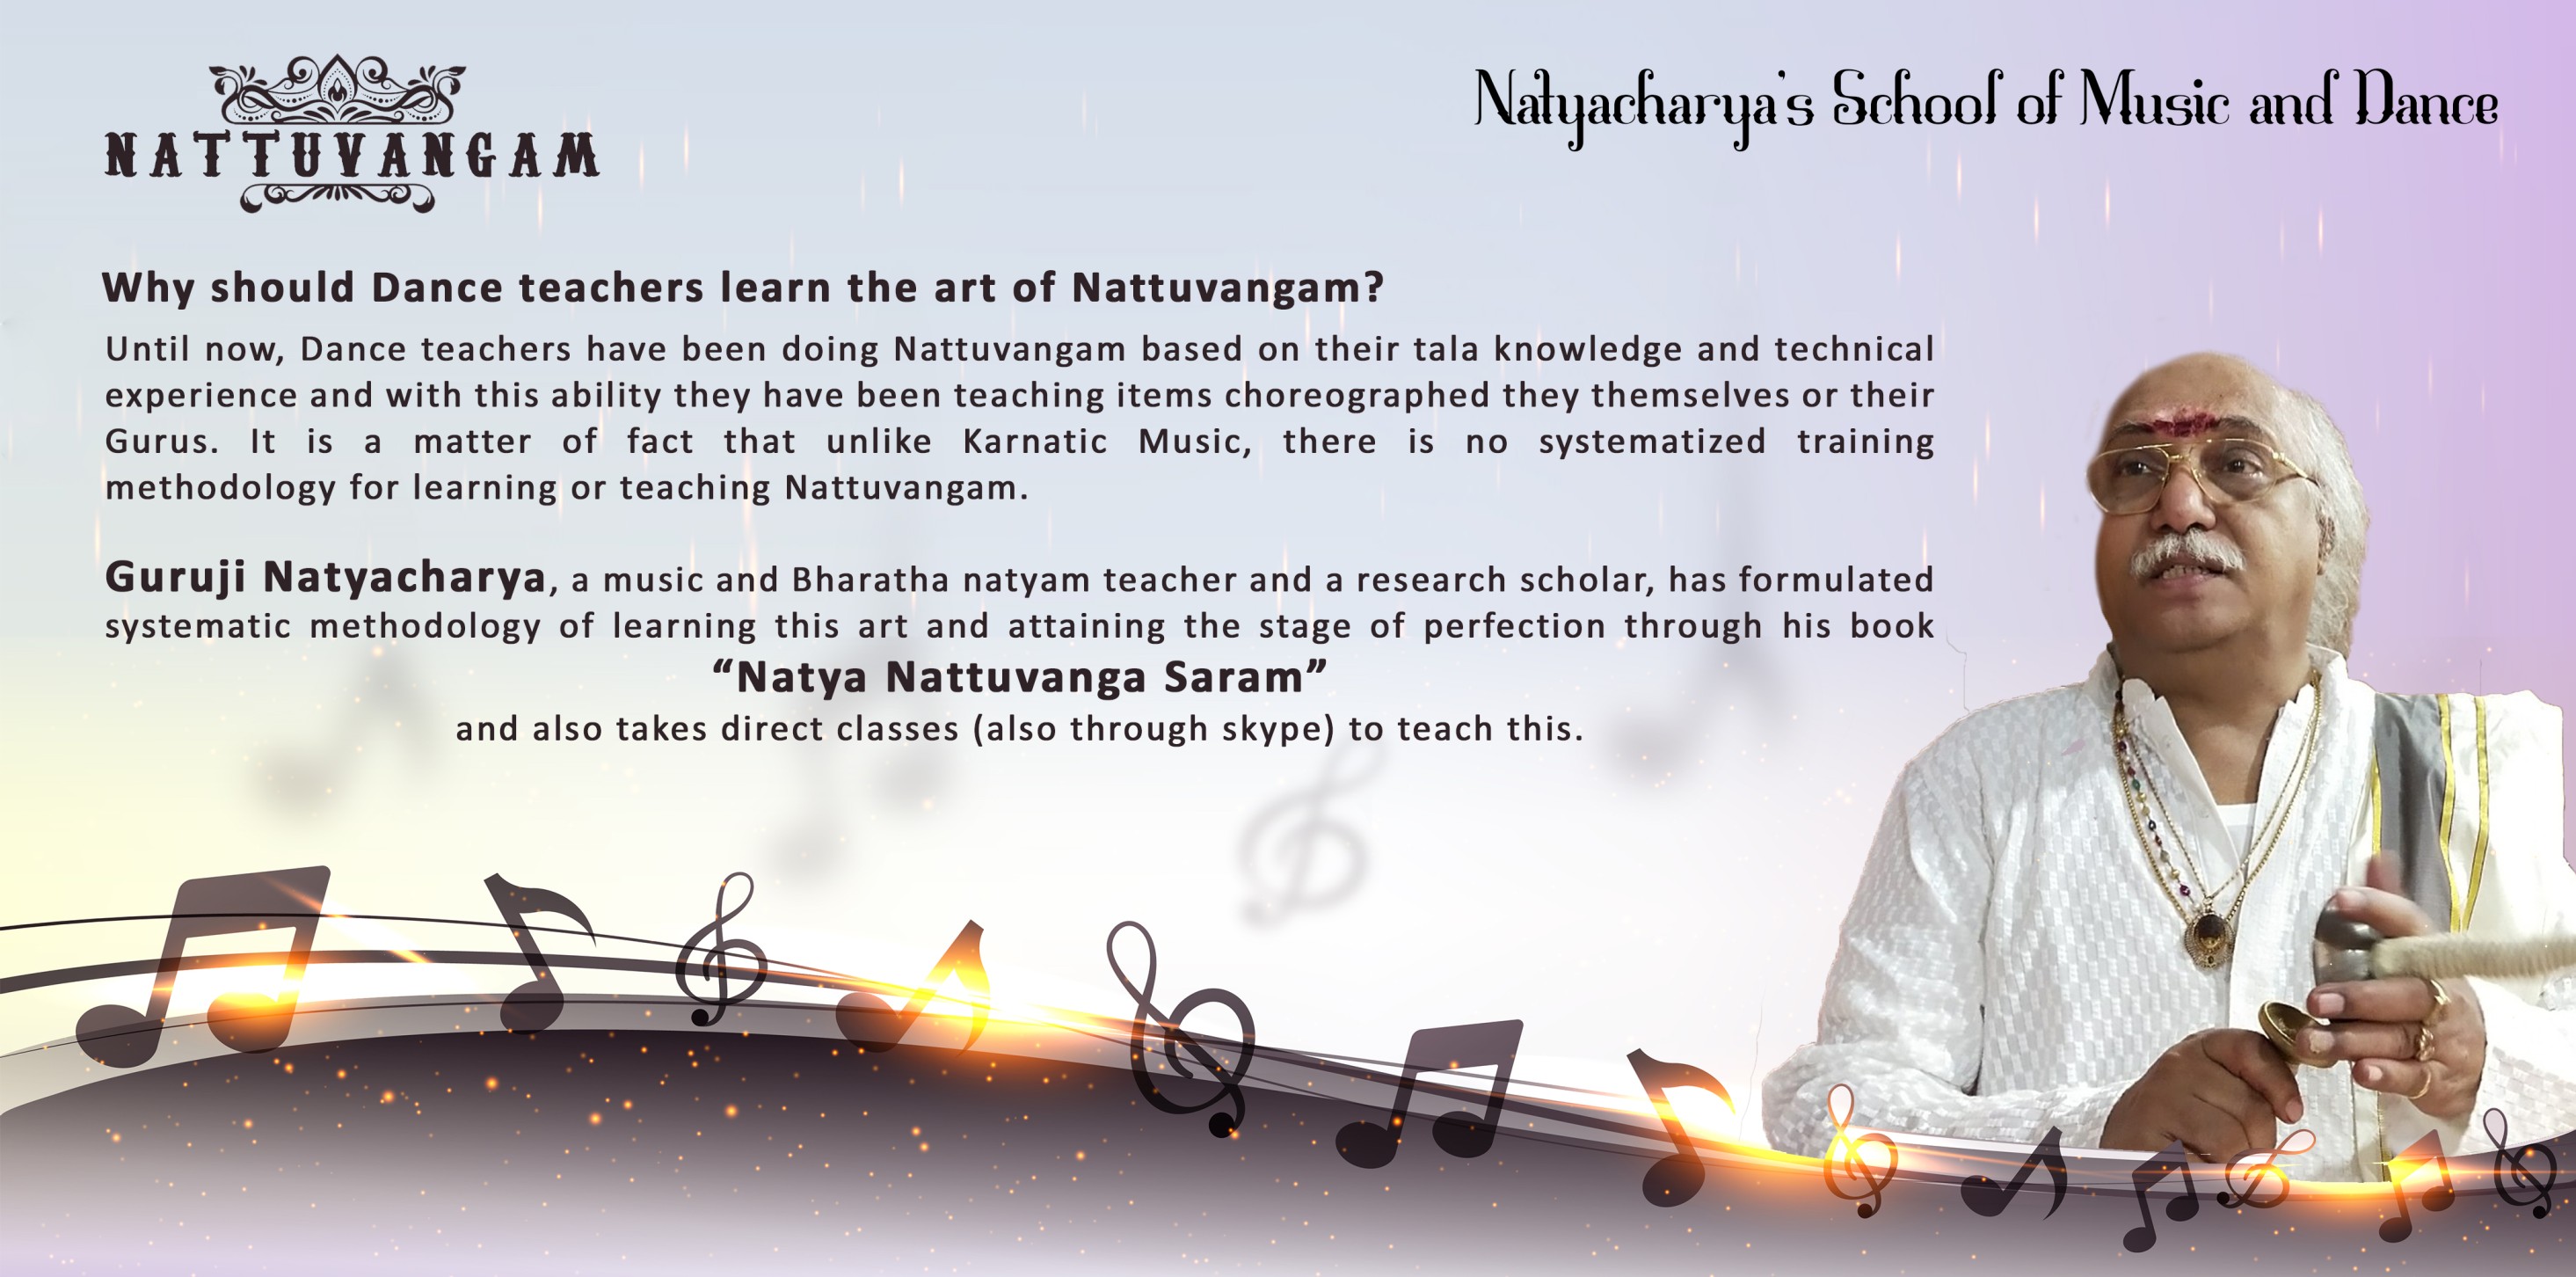 NATTUVANGAM
Natyacharya's School of Music and Dance
Why should Dance teachers learn the art of Nattuvangam?
Until now, Dance teachers have been doing Nattuvangam based on their tala knowledge and technical
experience and with this ability they have been teaching items choreographed they themselves or their
Gurus. It is a matter of fact that unlike Karnatic Music, there is no systematized training
methodology for learning or teaching Nattuvangam.
Guruji Natyacharya, a music and Bharatha natyam teacher and a research scholar, has formulated
systematic methodology of learning this art and attaining the stage of perfection through his book
“Natya Nattuvanga Saram”
and also takes direct classes (also through skype) to teach this.